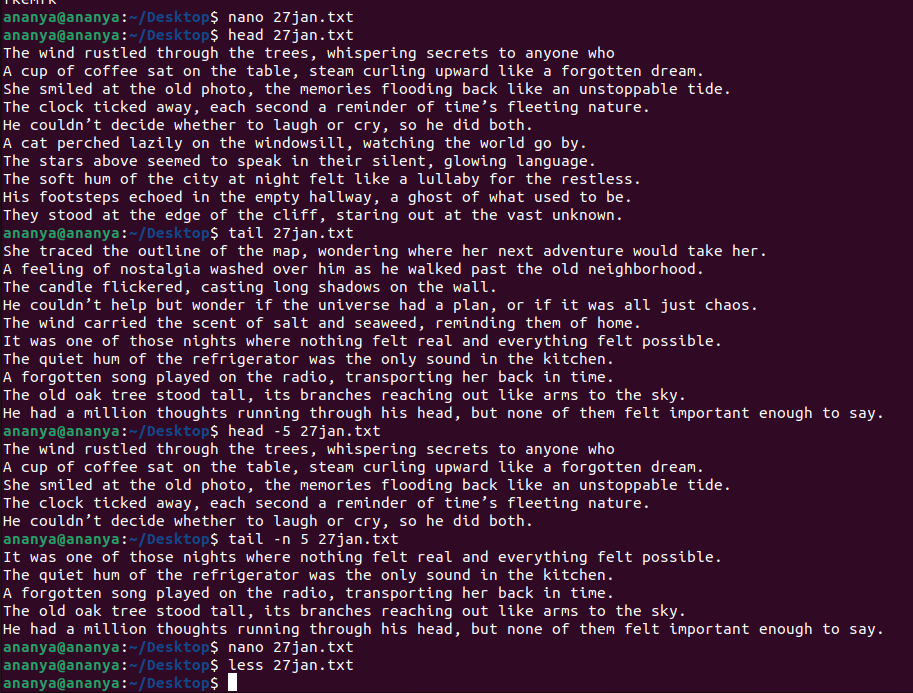 ananya@ananya:~/Desktop$ nano 27jan.txt
ananya@ananya:~/Desktop$ head 27jan.txt
The wind rustled through the trees, whispering secrets to anyone who
A cup of coffee sat on the table, steam curling upward like a forgotten dream.
She smiled at the old photo, the memories flooding back like an unstoppable tide.
The clock ticked away, each second a reminder of time’s fleeting nature.
He couldn’t decide whether to laugh or cry, so he did both.
A cat perched lazily on the windowsill, watching the world go by.
The stars above seemed to speak in their silent, glowing language.
The soft hum of the city at night felt like a lullaby for the restless.
His footsteps echoed in the empty hallway, a ghost of what used to be.
They stood at the edge of the cliff, staring out at the vast unknown.
ananya@ananya:~/Desktop$ tail 27jan.txt
She traced the outline of the map, wondering where her next adventure would take her.
A feeling of nostalgia washed over him as he walked past the old neighborhood.
The candle flickered, casting long shadows on the wall.
He couldn’t help but wonder if the universe had a plan, or if it was all just chaos.
The wind carried the scent of salt and seaweed, reminding them of home.
It was one of those nights where nothing felt real and everything felt possible.
The quiet hum of the refrigerator was the only sound in the kitchen.
A forgotten song played on the radio, transporting her back in time.
The old oak tree stood tall, its branches reaching out like arms to the sky.
He had a million thoughts running through his head, but none of them felt important enough to say.
ananya@ananya:~/Desktop$ head -5 27jan.txt
The wind rustled through the trees, whispering secrets to anyone who
A cup of coffee sat on the table, steam curling upward like a forgotten dream.
She smiled at the old photo, the memories flooding back like an unstoppable tide.
The clock ticked away, each second a reminder of time’s fleeting nature.
He couldn’t decide whether to laugh or cry, so he did both.
ananya@ananya:~/Desktop$ tail -n 5 27jan.txt
It was one of those nights where nothing felt real and everything felt possible.
The quiet hum of the refrigerator was the only sound in the kitchen.
A forgotten song played on the radio, transporting her back in time.
The old oak tree stood tall, its branches reaching out like arms to the sky.
He had a million thoughts running through his head, but none of them felt important enough to say.
ananya@ananya:~/Desktop$ nano 27jan.txt
ananya@ananya:~/Desktop$ less 27jan.txt
ananya@ananya:~/Desktop$